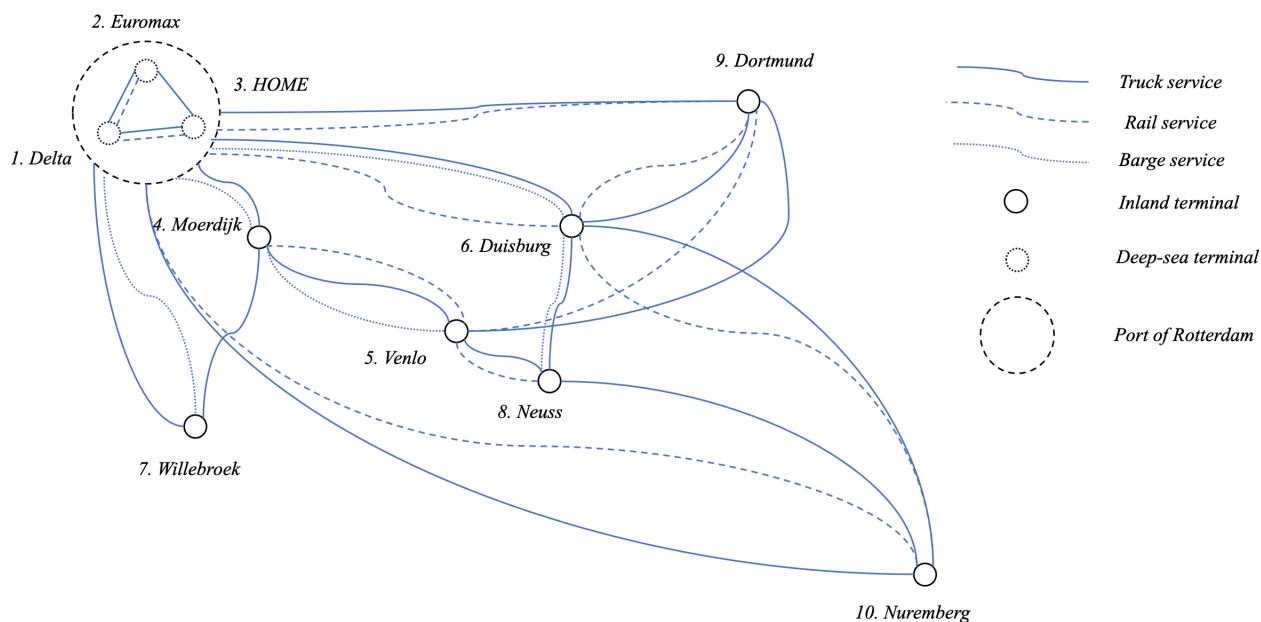 2. Euromax
3. HOME
1. Delta
4. Moerdijk
9. Dortmund
6. Duisburg
5. Venlo
8. Neuss
7. Willebroek
10. Nuremberg
Truck service
Rail service
Barge service
Inland terminal
Deep-sea terminal
Port of Rotterdam